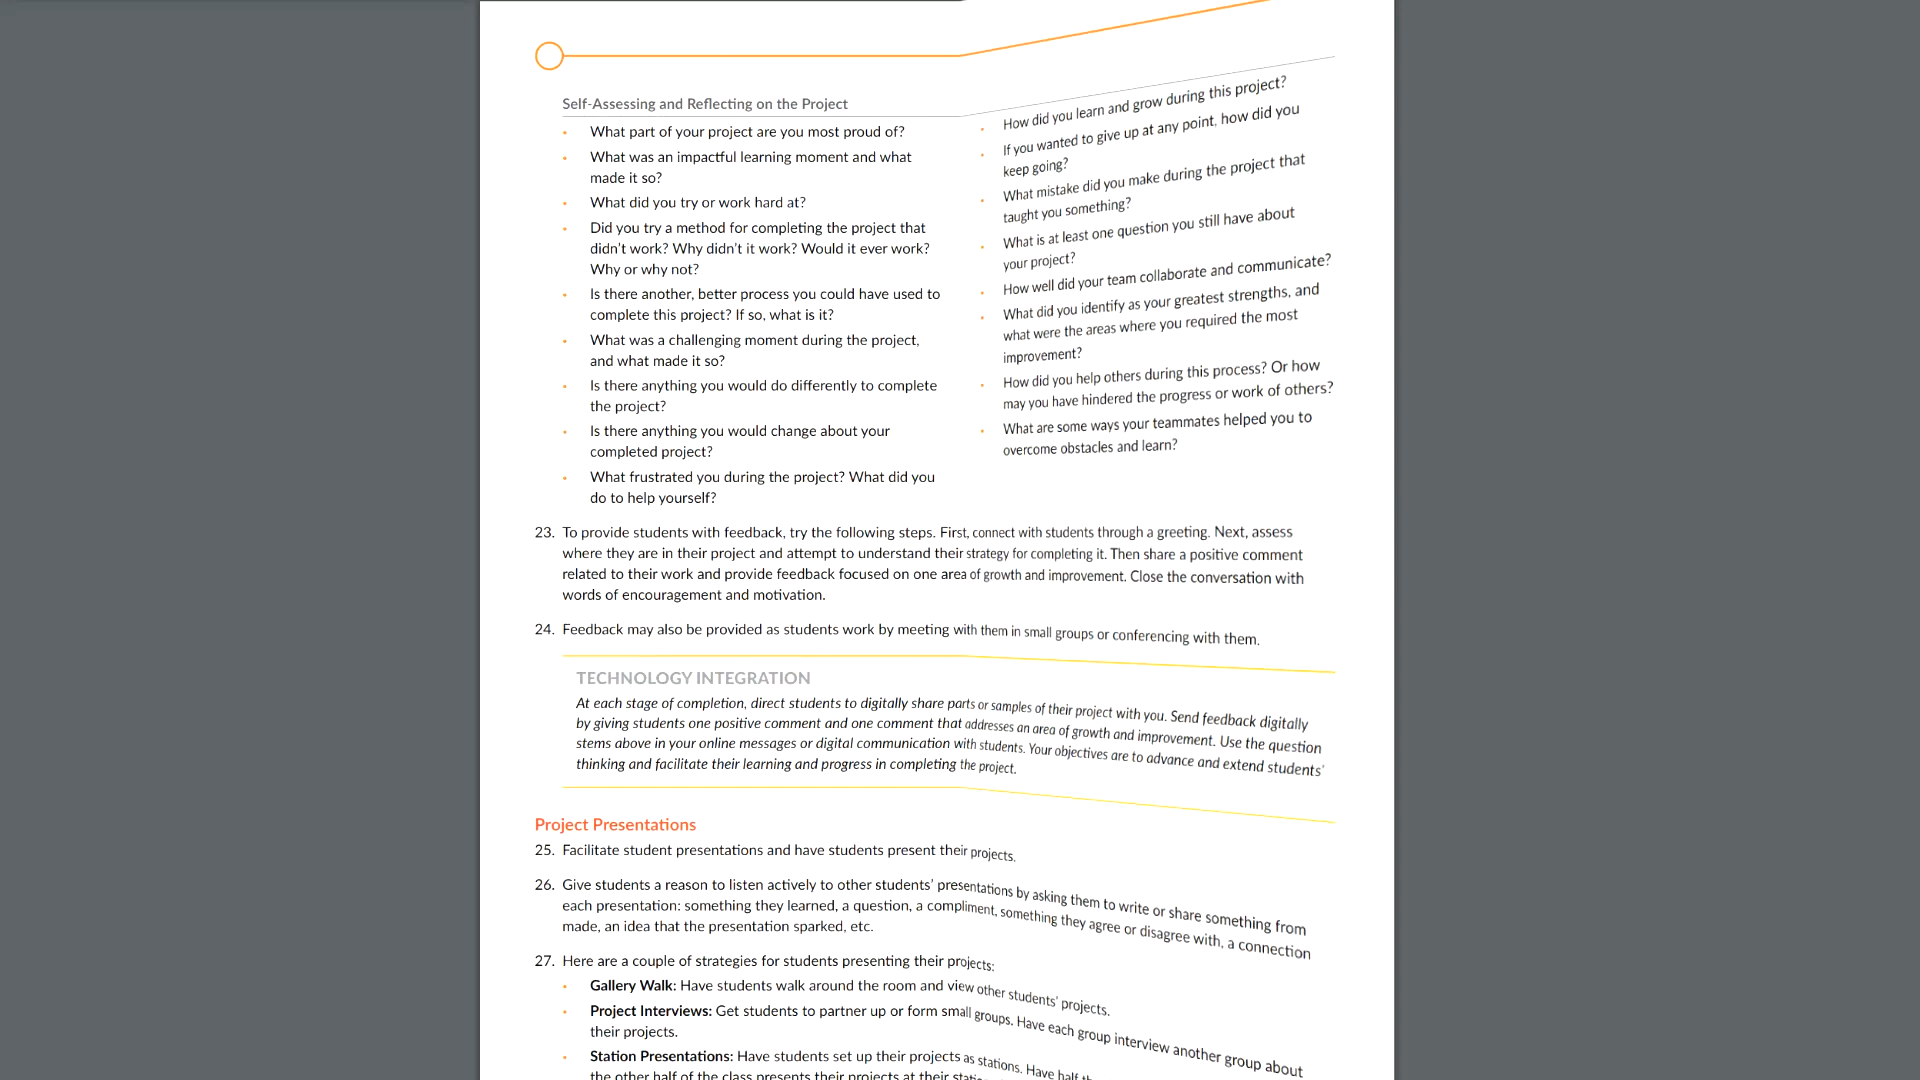 Self-Assessing and Reflecting on the Project
• What part of your project are you most proud of?
• What was an impactful learning moment and what
made it so?
• What did you try or work hard at?
• Did you try a method for completing the project that
didn't work? Why didn't it work? Would it ever work?
Why or why not?
• Is there another, better process you could have used to
complete this project? If so, what is it?
• What was a challenging moment during the project,
and what made it so?
• Is there anything you would do differently to complete
the project?
• Is there anything you would change about your
completed project?
• What frustrated you during the project? What did you
do to help yourself?
• How did you learn and grow during this project?
• If you wanted to give up at any point, how did you
keep going?
• What mistake did you make during the project that
taught you something?
• What is at least one question you still have about
your project?
• How well did your team collaborate and communicate?
• What did you identify as your greatest strengths, and
what were the areas where you required the most
improvement?
• How did you help others during this process? Or how
may you have hindered the progress or work of others?
• What are some ways your teammates helped you to
overcome obstacles and learn?
23. To provide students with feedback, try the following steps. First, connect with students through a greeting. Next, assess
where they are in their project and attempt to understand their strategy for completing it. Then share a positive comment
related to their work and provide feedback focused on one area of growth and improvement. Close the conversation with
words of encouragement and motivation.
24. Feedback may also be provided as students work by meeting with them in small groups or conferencing with them.
TECHNOLOGY INTEGRATION
At each stage of completion, direct students to digitally share parts or samples of their project with you. Send feedback digitally
by giving students one positive comment and one comment that addresses an area of growth and improvement. Use the question
stems above in your online messages or digital communication with students. Your objectives are to advance and extend students'
thinking and facilitate their learning and progress in completing the project.
Project Presentations
25. Facilitate student presentations and have students present their projects.
26. Give students a reason to listen actively to other students' presentations by asking them to write or share something from
each presentation: something they learned, a question, a compliment, something they agree or disagree with, a connection
made, an idea that the presentation sparked, etc.
27. Here are a couple of strategies for students presenting their projects:
• Gallery Walk: Have students walk around the room and view other students' projects.
• Project Interviews: Get students to partner up or form small groups. Have each group interview another group about
their projects.
• Station Presentations: Have students set up their projects as stations. Have half
the other half of the class presents their projects at their